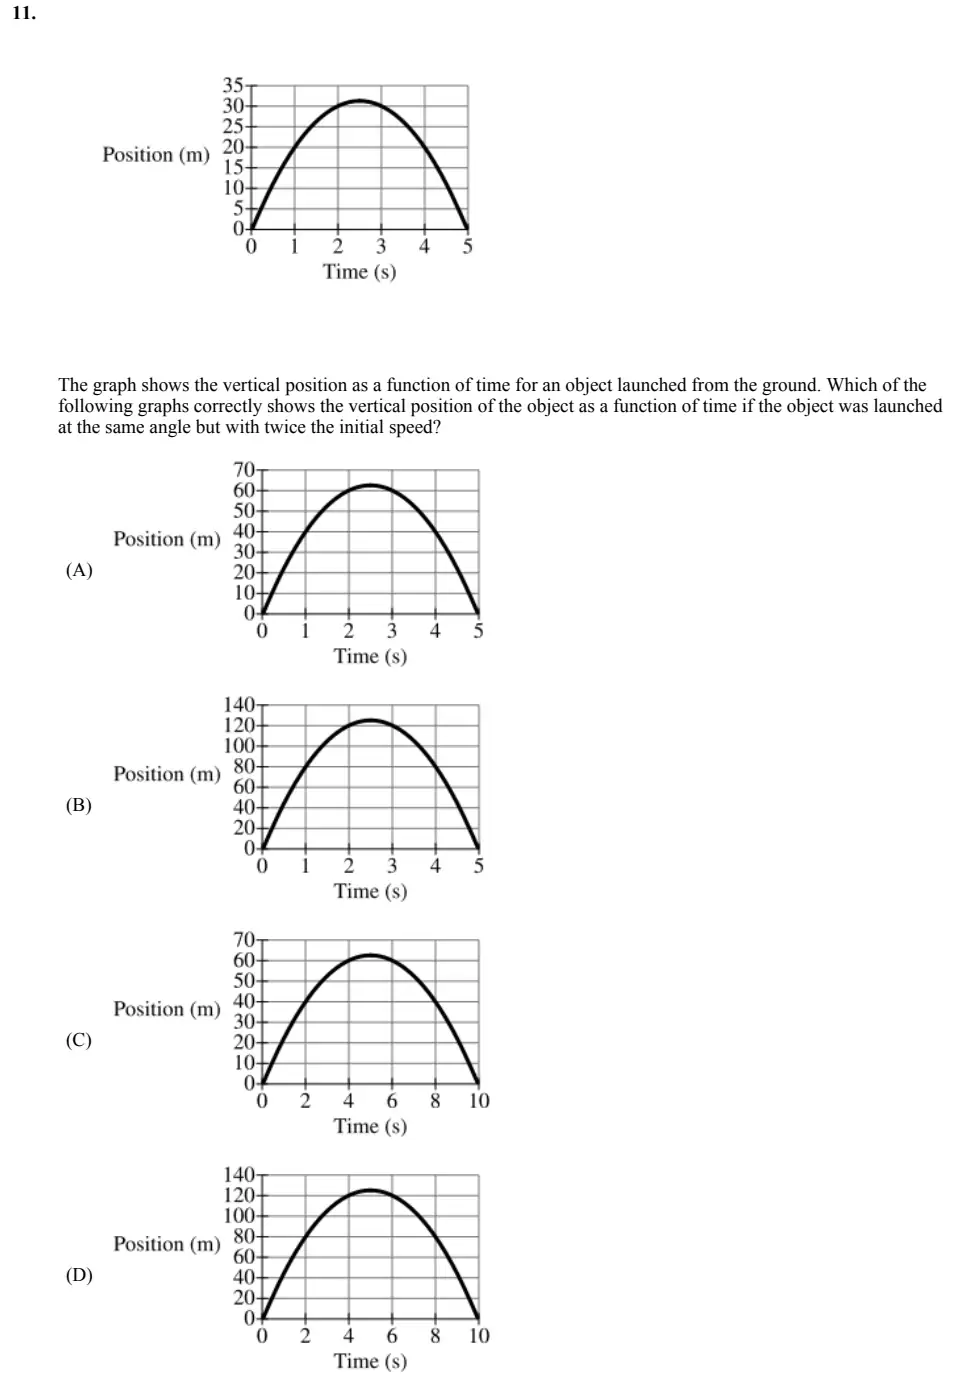 11.
35
30
25
Position (m) 20
15
10
5
0
0 1 2 3 4 5
Time (s)
The graph shows the vertical position as a function of time for an object launched from the ground. Which of the
following graphs correctly shows the vertical position of the object as a function of time if the object was launched
at the same angle but with twice the initial speed?
70
60
50
40
Position (m)
30
(A)
20
10
0
0 1 2 3 4 5
Time (s)
140
120
100
Position (m) 80
60
(B)
40
20
0
0 1 2 3 4 5
Time (s)
70
60
50
40
Position (m)
30
(C)
20
10
0
0 2 4 6 8 10
Time (s)
140
120
100
Position (m) 80
60
(D)
40
20
0
0 2 4 6 8 10
Time (s)